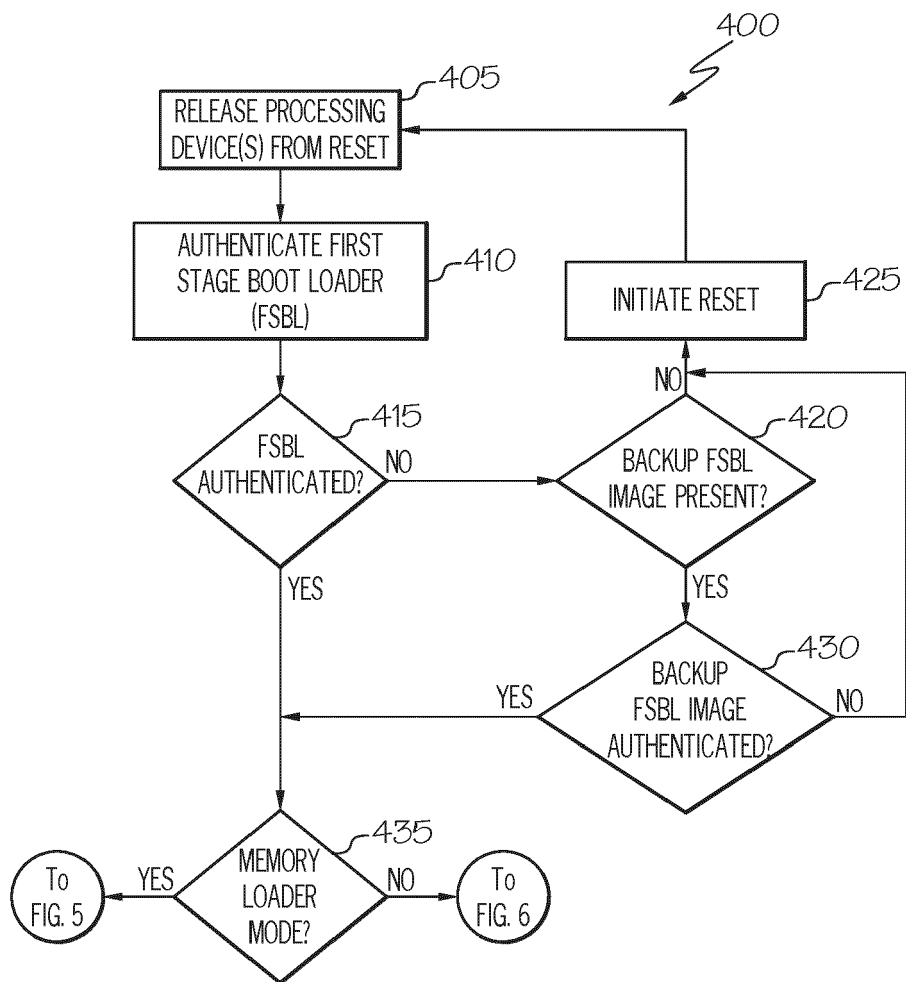 400
405
RELEASE PROCESSING
DEVICE(S) FROM RESET
AUTHENTICATE FIRST
STAGE BOOT LOADER
(FSBL)
410
INITIATE RESET
425
NO
415
FSBL
AUTHENTICATED?
NO
420
BACKUP FSBL
IMAGE PRESENT?
YES
YES
430
BACKUP
FSBL IMAGE
AUTHENTICATED?
YES
NO
435
MEMORY
LOADER
MODE?
YES
NO
To
FIG. 5
To
FIG. 6